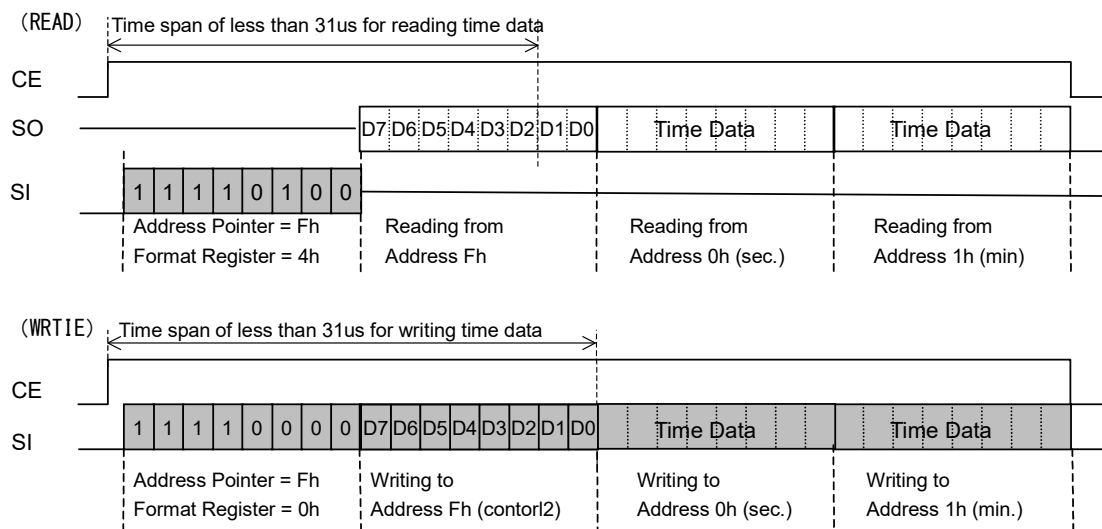 （READ） Time span of less than 31us for reading time data
CE
SO D7 D6 D5 D4 D3 D2 D1 D0 Time Data Time Data
SI 1 1 1 1 0 1 0 0
Address Pointer = Fh Reading from Reading from Reading from
Format Register = 4h Address Fh Address 0h (sec.) Address 1h (min)
（WRTIE） Time span of less than 31us for writing time data
CE
SI 1 1 1 1 0 0 0 0 D7 D6 D5 D4 D3 D2 D1 D0 Time Data Time Data
Address Pointer = Fh Writing to Writing to Writing to
Format Register = 0h Address Fh (contorl2) Address 0h (sec.) Address 1h (min.)